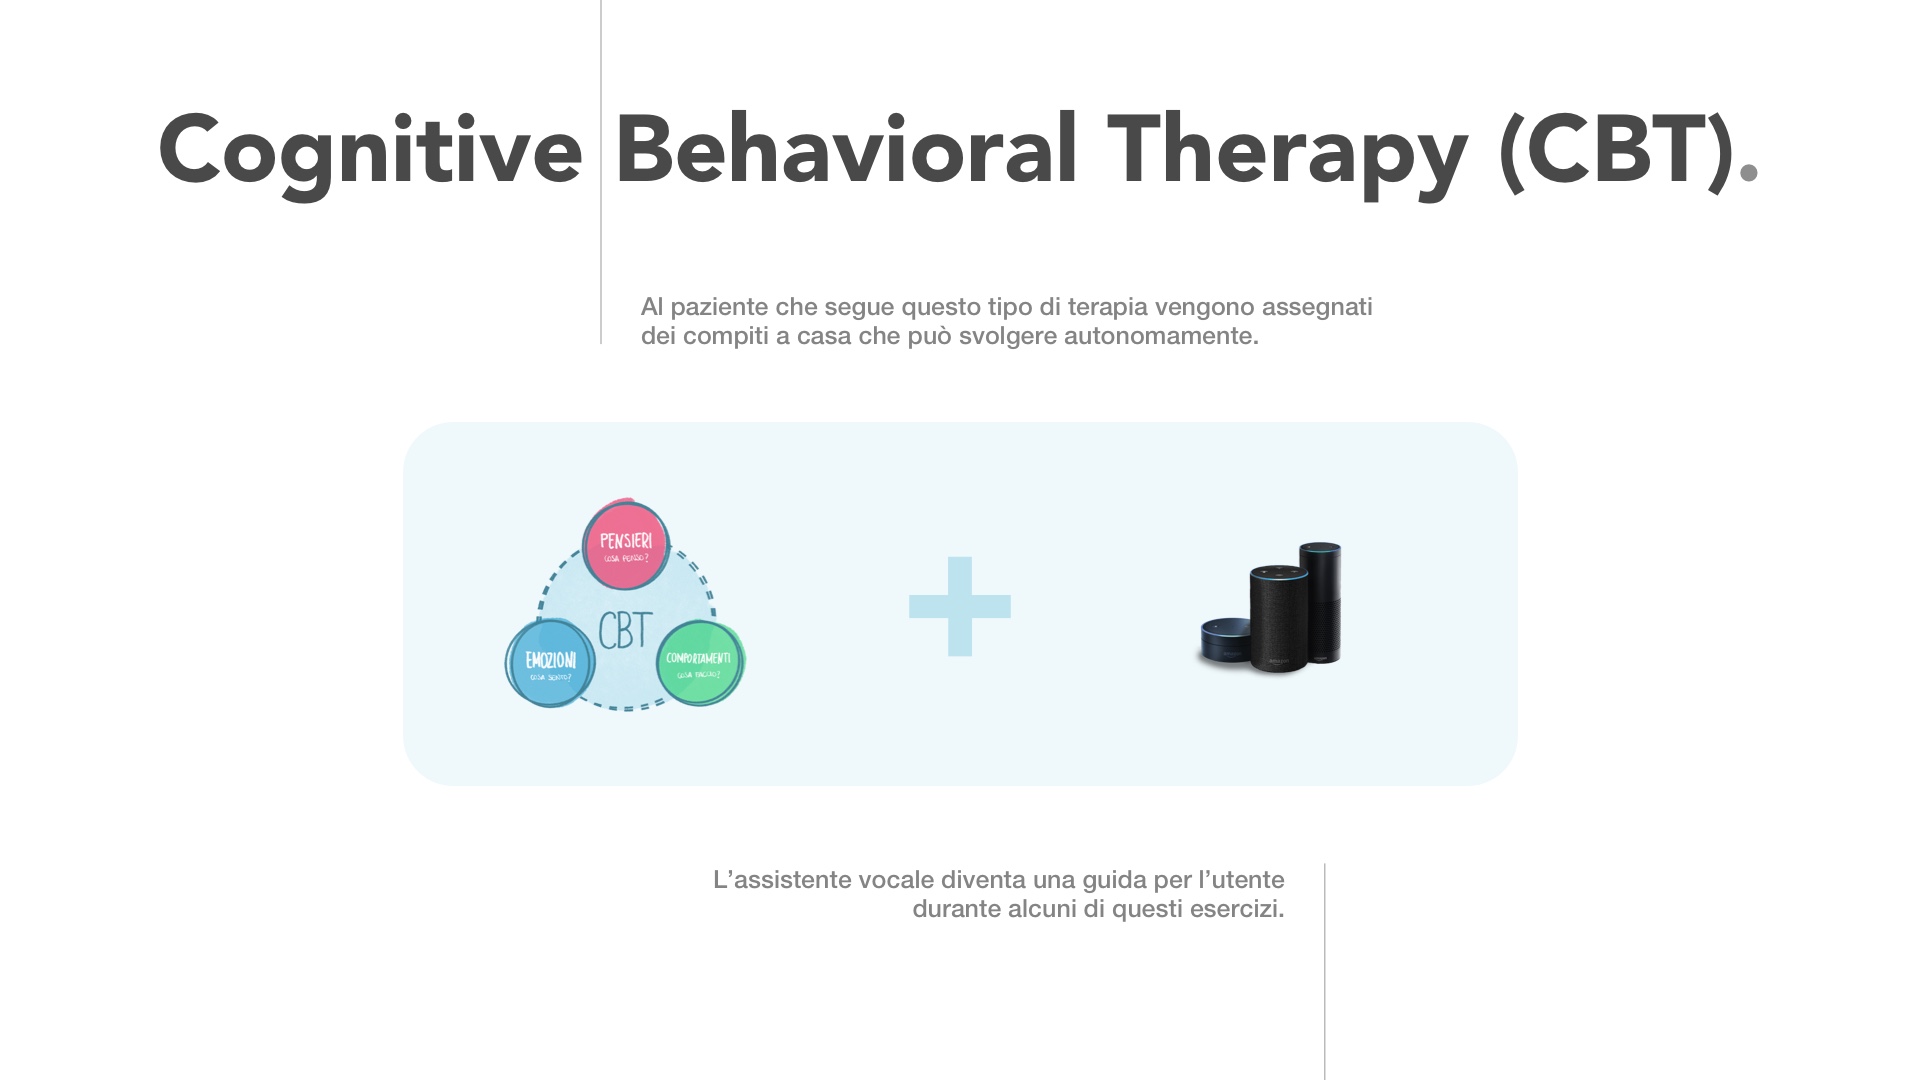 Cognitive Behavioral Therapy (CBT).
Al paziente che segue questo tipo di terapia vengono assegnati
dei compiti a casa che può svolgere autonomamente.
PENSIERI
COSA PENSO?
CBT
EMOZIONI
COSA SENTO?
COMPORTAMENTI
COSA FACCIO?
amazon
L’assistente vocale diventa una guida per l’utente
durante alcuni di questi esercizi.